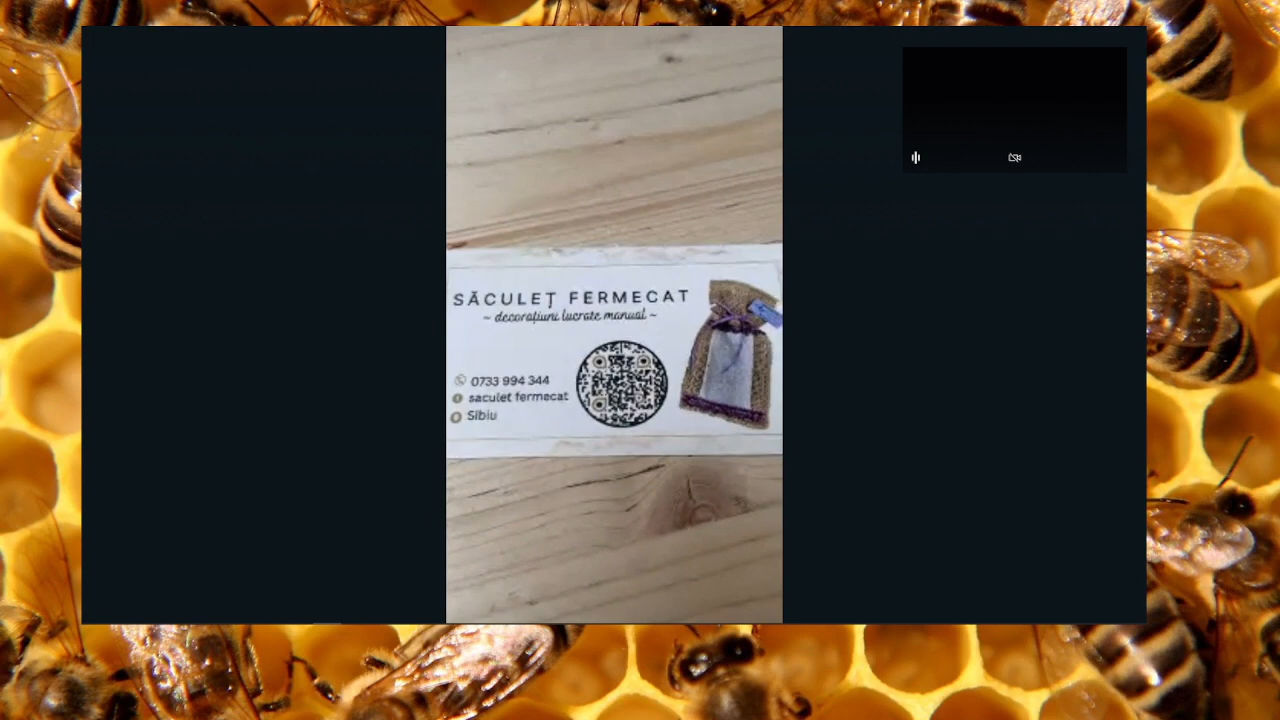 SĂCULEȚ FERMECAT
~ decorațiuni lucrate manual ~
0733 994 344
saculet fermecat
Sibiu